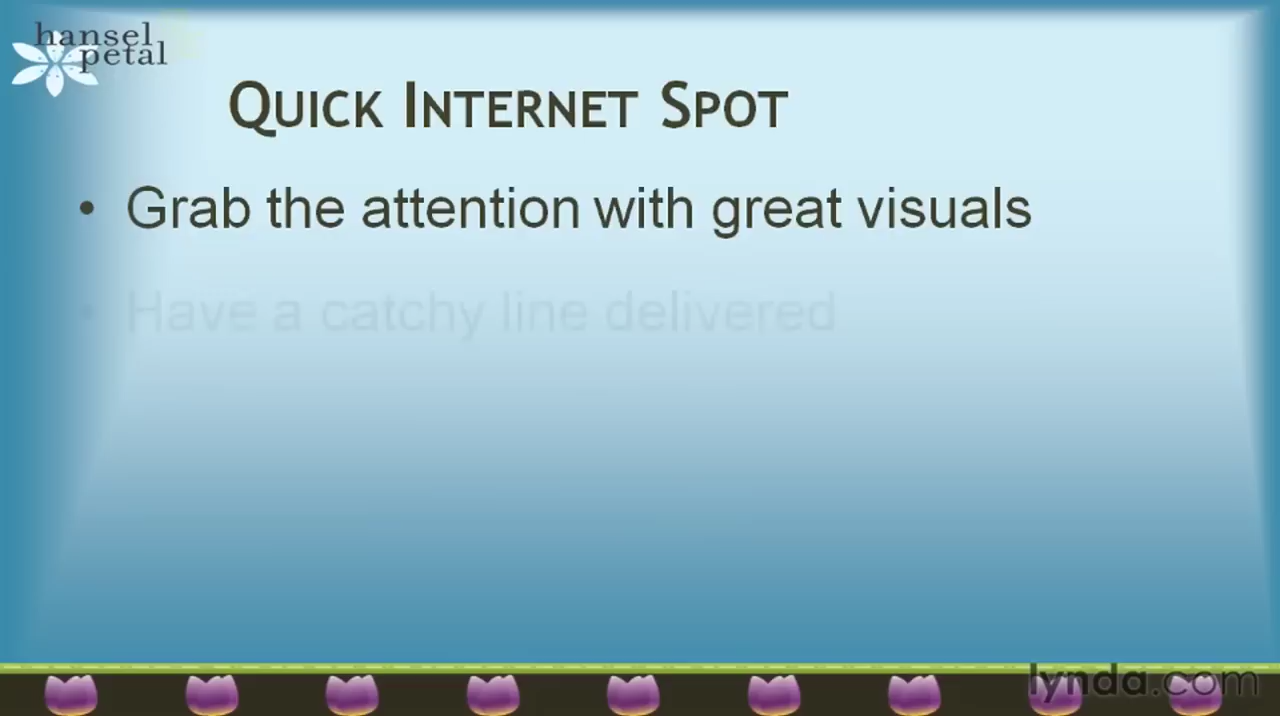 hansel
petal
Quick Internet Spot
• Grab the attention with great visuals
• Have a catchy line delivered
lynda.com